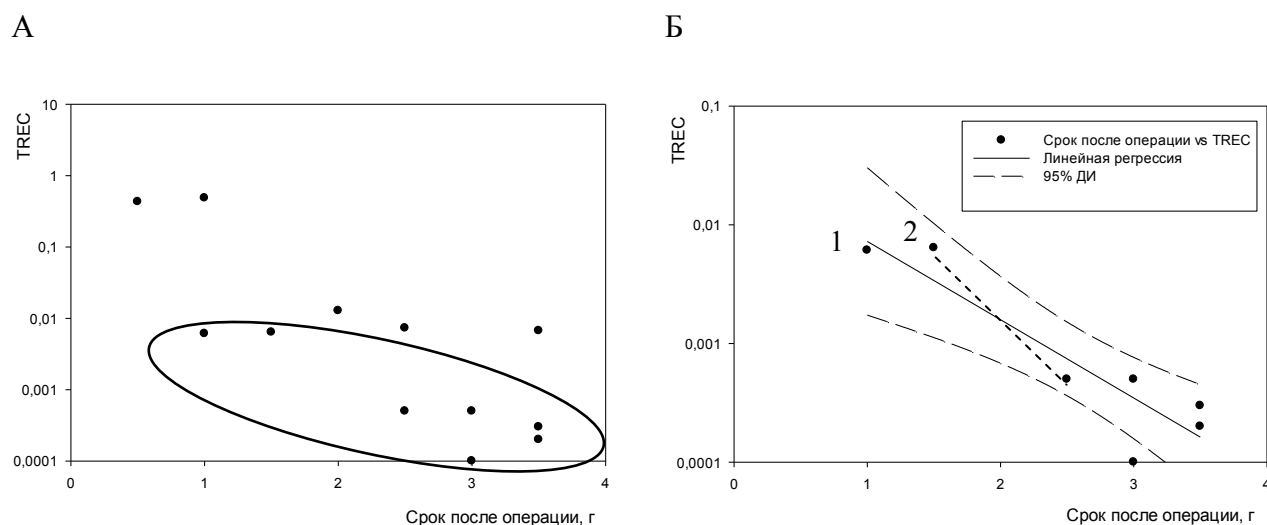 А
Б
TREC
10
1
0,1
0,01
0,001
0,0001
0
1
2
3
4
Срок после операции, г
TREC
0,1
0,01
0,001
0,0001
0
1
2
3
4
Срок после операции, г
Срок после операции vs TREC
Линейная регрессия
95% ДИ
1
2